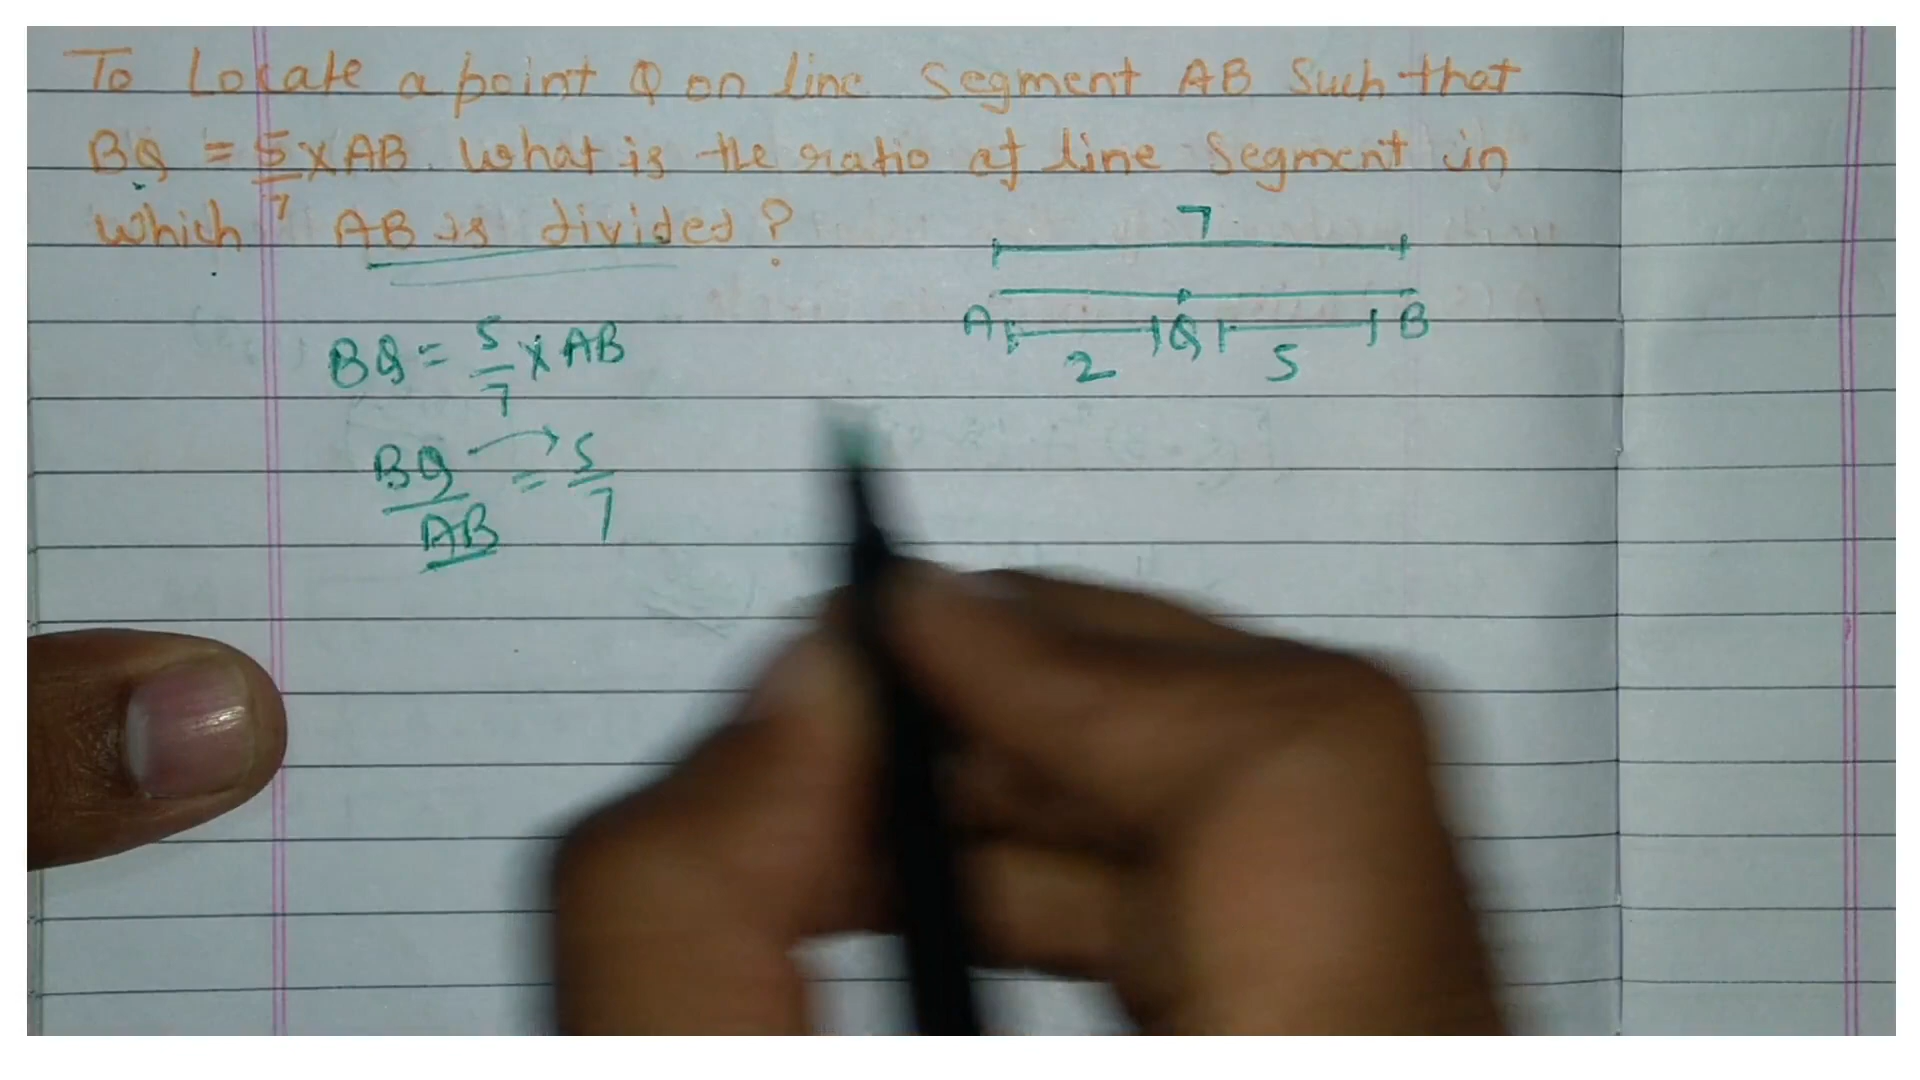 To Locate a point Q on line segment AB Such that
BQ = 5/7 X AB. What is the ratio of line segment in
which AB is divided?
7
A Q B
2 5
BQ = 5/7 X AB
BQ/AB = 5/7